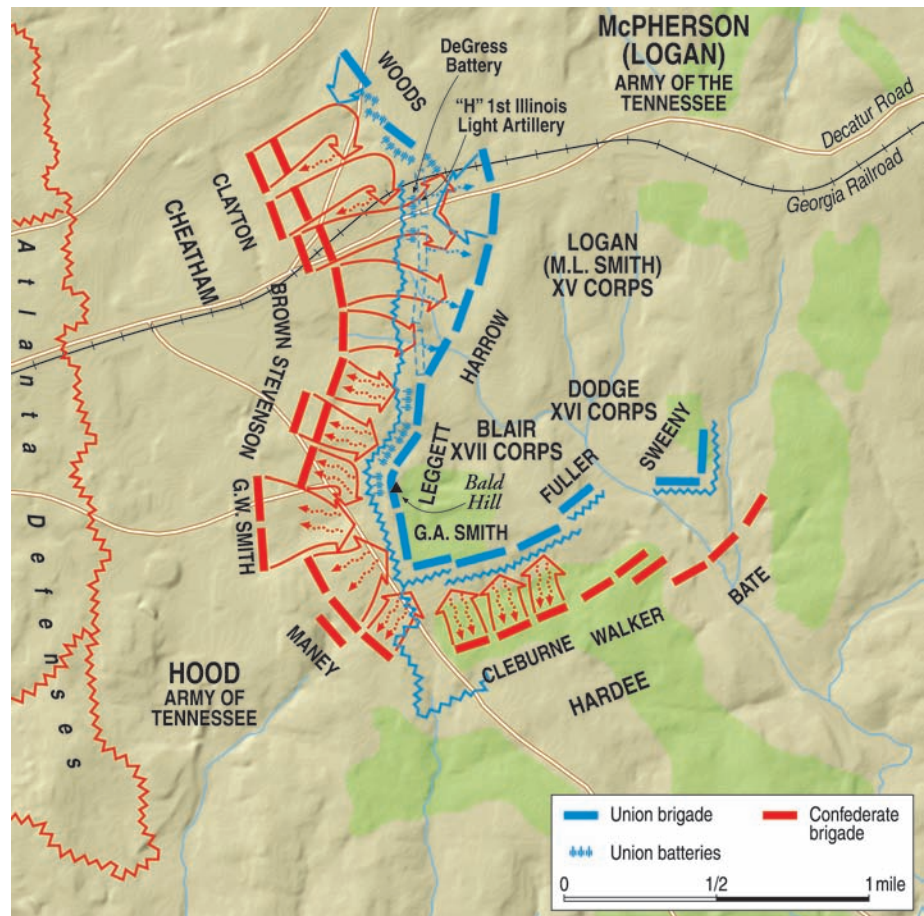 McPHERSON
(LOGAN)
ARMY OF THE
TENNESSEE
DeGress
Battery
WOODS
"H" 1st Illinois
Light Artillery
Decatur Road
Georgia Railroad
CLAYTON
CHEATHAM
Atlanta Defenses
LOGAN
(M.L. SMITH)
XV CORPS
BROWN
HARROW
STEVENSON
DODGE
XVI CORPS
BLAIR
XVII CORPS
SWEENY
LEGGETT
Bald
Hill
FULLER
G.W. SMITH
G.A. SMITH
BATE
MANEY
CLEBURNE
WALKER
HARDEE
HOOD
ARMY OF
TENNESSEE
Union brigade
Confederate
brigade
Union batteries
0 1/2 1 mile